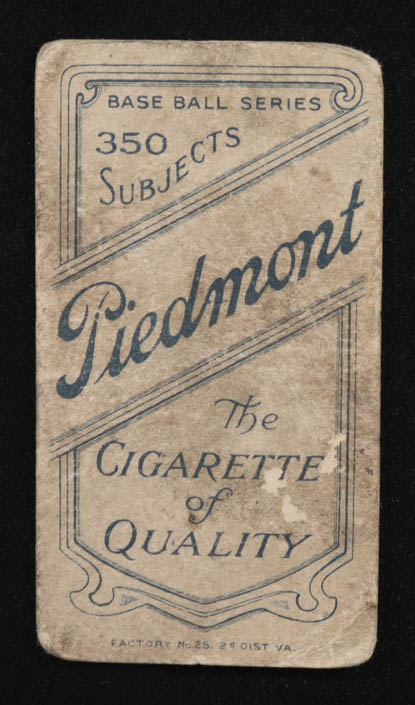 BASE BALL SERIES
350
SUBJECTS
Piedmont
The
CIGARETTE
of
QUALITY
FACTORY No. 25. 2d DIST VA.